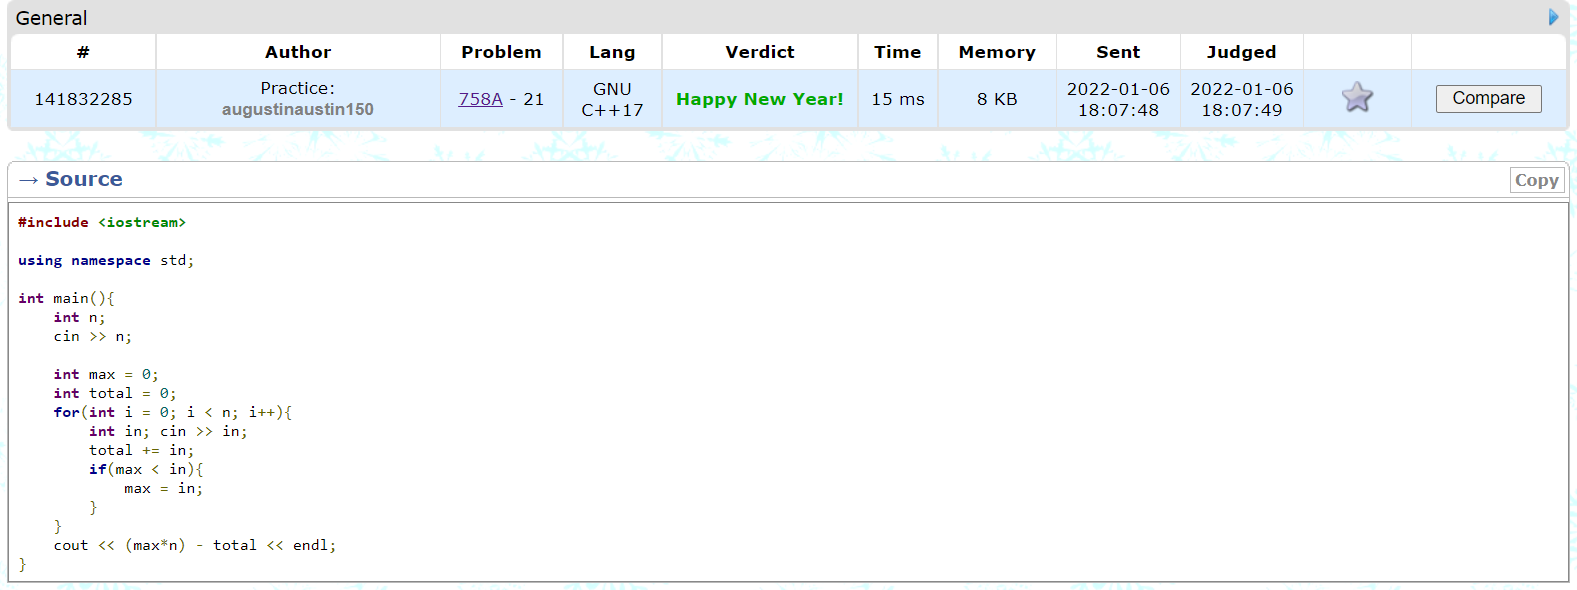 General
# Author Problem Lang Verdict Time Memory Sent Judged
141832285 Practice: augustinaustin150 758A - 21 GNU C++17 Happy New Year! 15 ms 8 KB 2022-01-06 18:07:48 2022-01-06 18:07:49 Compare
→ Source Copy
#include <iostream>
using namespace std;
int main(){
    int n;
    cin >> n;
    int max = 0;
    int total = 0;
    for(int i = 0; i < n; i++){
        int in; cin >> in;
        total += in;
        if(max < in){
            max = in;
        }
    }
    cout << (max*n) - total << endl;
}